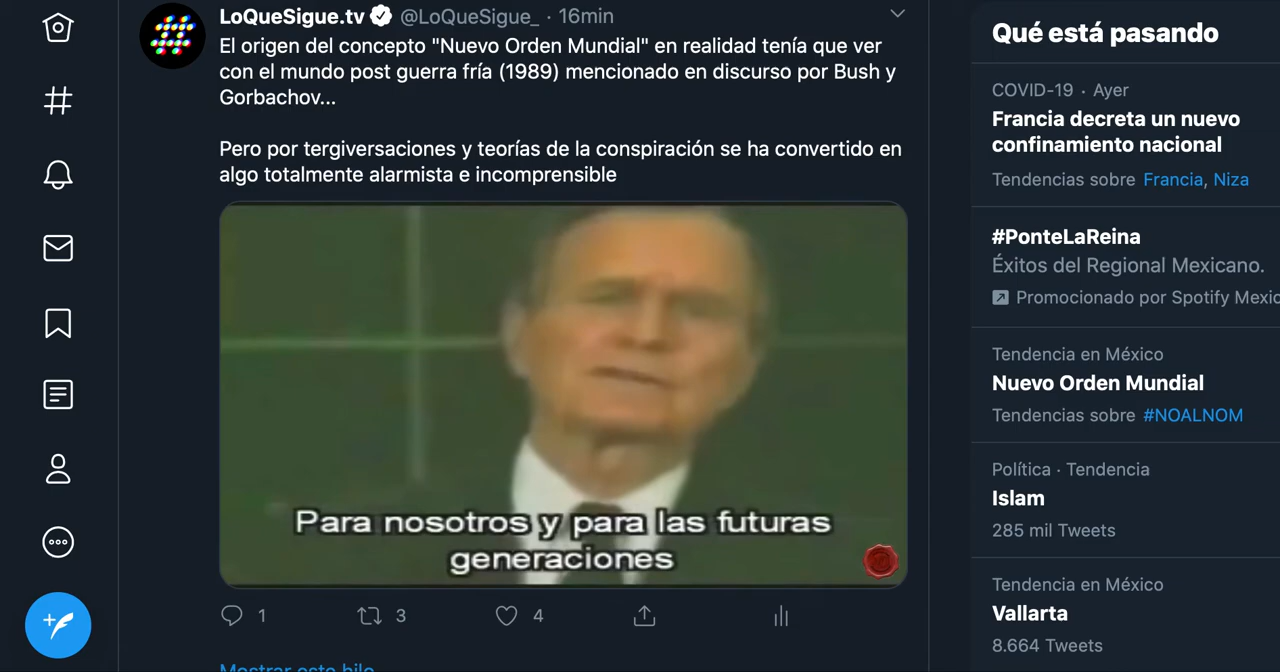 LoQueSigue.tv @LoQueSigue_ · 16min
El origen del concepto "Nuevo Orden Mundial" en realidad tenía que ver
con el mundo post guerra fría (1989) mencionado en discurso por Bush y
Gorbachov...
Pero por tergiversaciones y teorías de la conspiración se ha convertido en
algo totalmente alarmista e incomprensible
Para nosotros y para las futuras
generaciones
1 3 4
Mostrar este hilo
Qué está pasando
COVID-19 · Ayer
Francia decreta un nuevo
confinamiento nacional
Tendencias sobre Francia, Niza
#PonteLaReina
Éxitos del Regional Mexicano.
Promocionado por Spotify Mexic
Tendencia en México
Nuevo Orden Mundial
Tendencias sobre #NOALNOM
Política · Tendencia
Islam
285 mil Tweets
Tendencia en México
Vallarta
8.664 Tweets